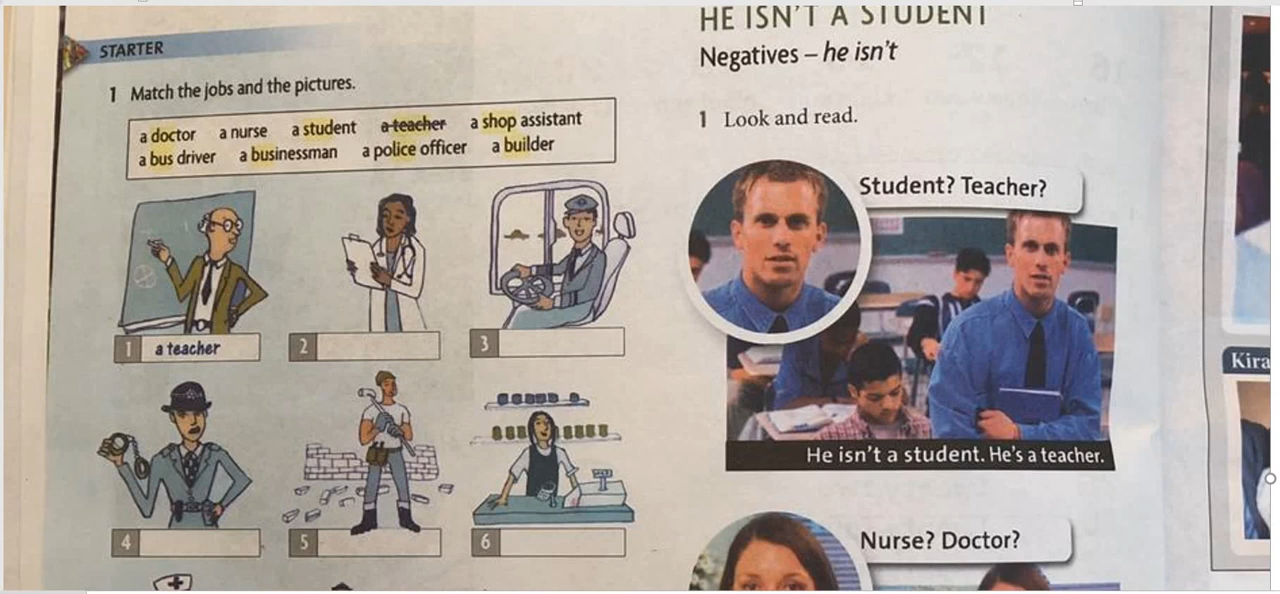 STARTER
1 Match the jobs and the pictures.
a doctor a nurse a student a teacher a shop assistant
a bus driver a businessman a police officer a builder
1 a teacher
2
3
4
5
6
HE ISN'T A STUDENT
Negatives – he isn't
1 Look and read.
Student? Teacher?
He isn't a student. He's a teacher.
Nurse? Doctor?
Kira